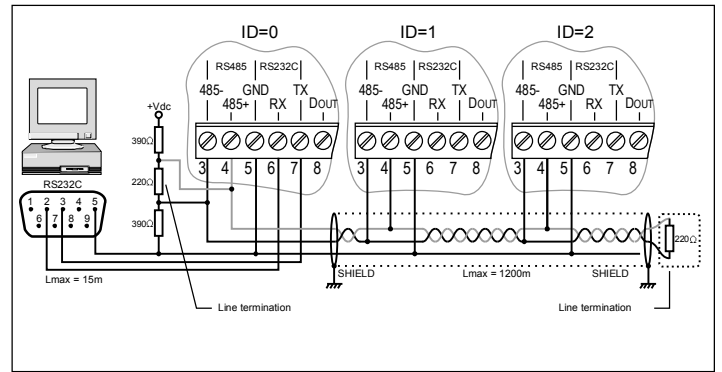 ID=0
ID=1
ID=2
RS485 RS232C
RS485 RS232C
RS485 RS232C
485- GND TX
485+ RX DOUT
485- GND TX
485+ RX DOUT
485- GND TX
485+ RX DOUT
3 4 5 6 7 8
3 4 5 6 7 8
3 4 5 6 7 8
+Vdc
390Ω
220Ω
390Ω
RS232C
1 2 3 4 5
6 7 8 9
Lmax = 15m
SHIELD
Lmax = 1200m
SHIELD
220Ω
Line termination
Line termination